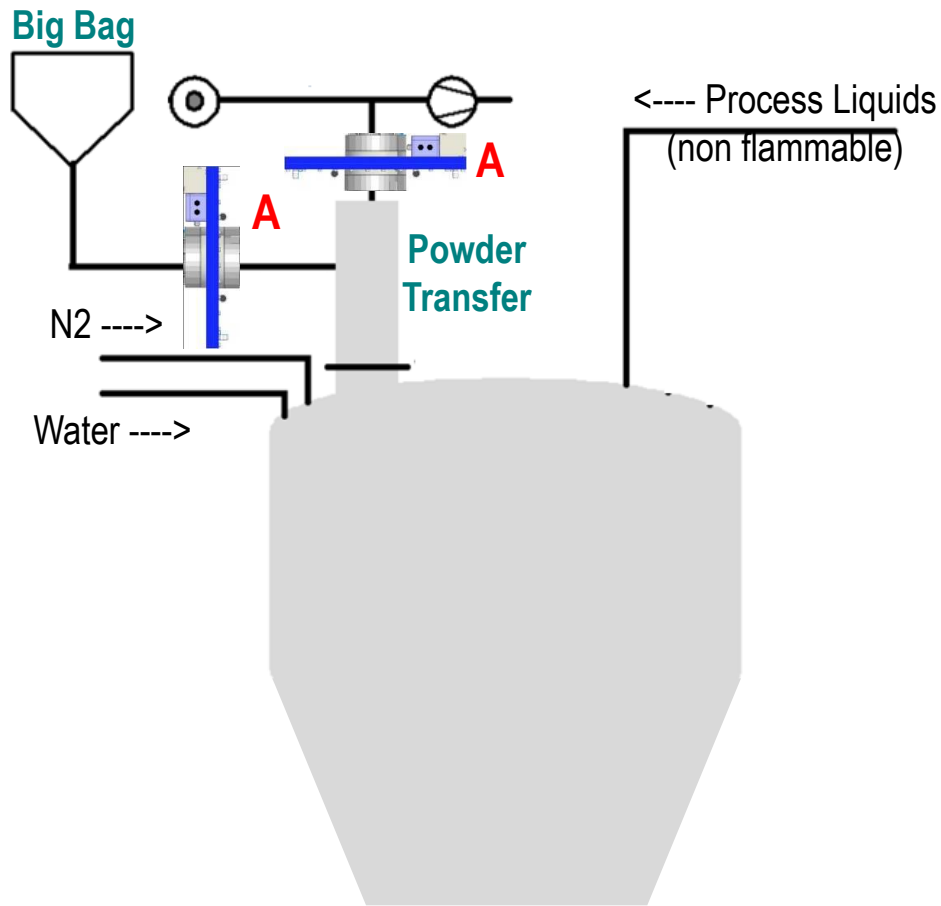 Big Bag
<---- Process Liquids
(non flammable)
A
A
Powder
Transfer
N2 ---->
Water ---->